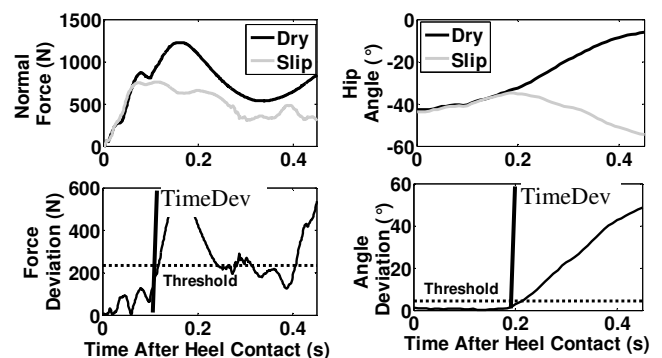 1500
1000
500
0
Normal
Force (N)
Dry
Slip
0
0.2
0.4
0
-20
-40
-60
Hip
Angle (°)
Dry
Slip
0
0.2
0.4
600
400
200
0
Force
Deviation (N)
TimeDev
Threshold
0
0.2
0.4
Time After Heel Contact (s)
60
40
20
0
Angle
Deviation (°)
TimeDev
Threshold
0
0.2
0.4
Time After Heel Contact (s)